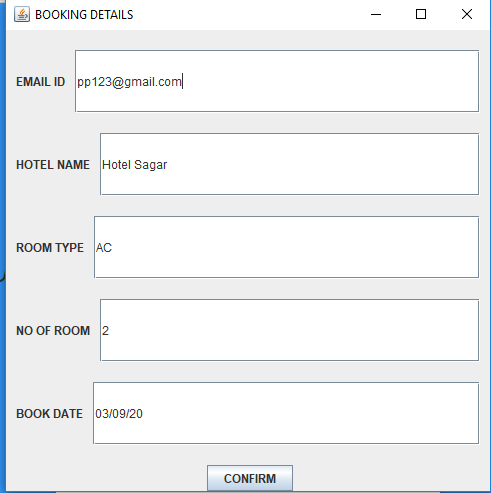 BOOKING DETAILS
EMAIL ID pp123@gmail.com
HOTEL NAME Hotel Sagar
ROOM TYPE AC
NO OF ROOM 2
BOOK DATE 03/09/20
CONFIRM